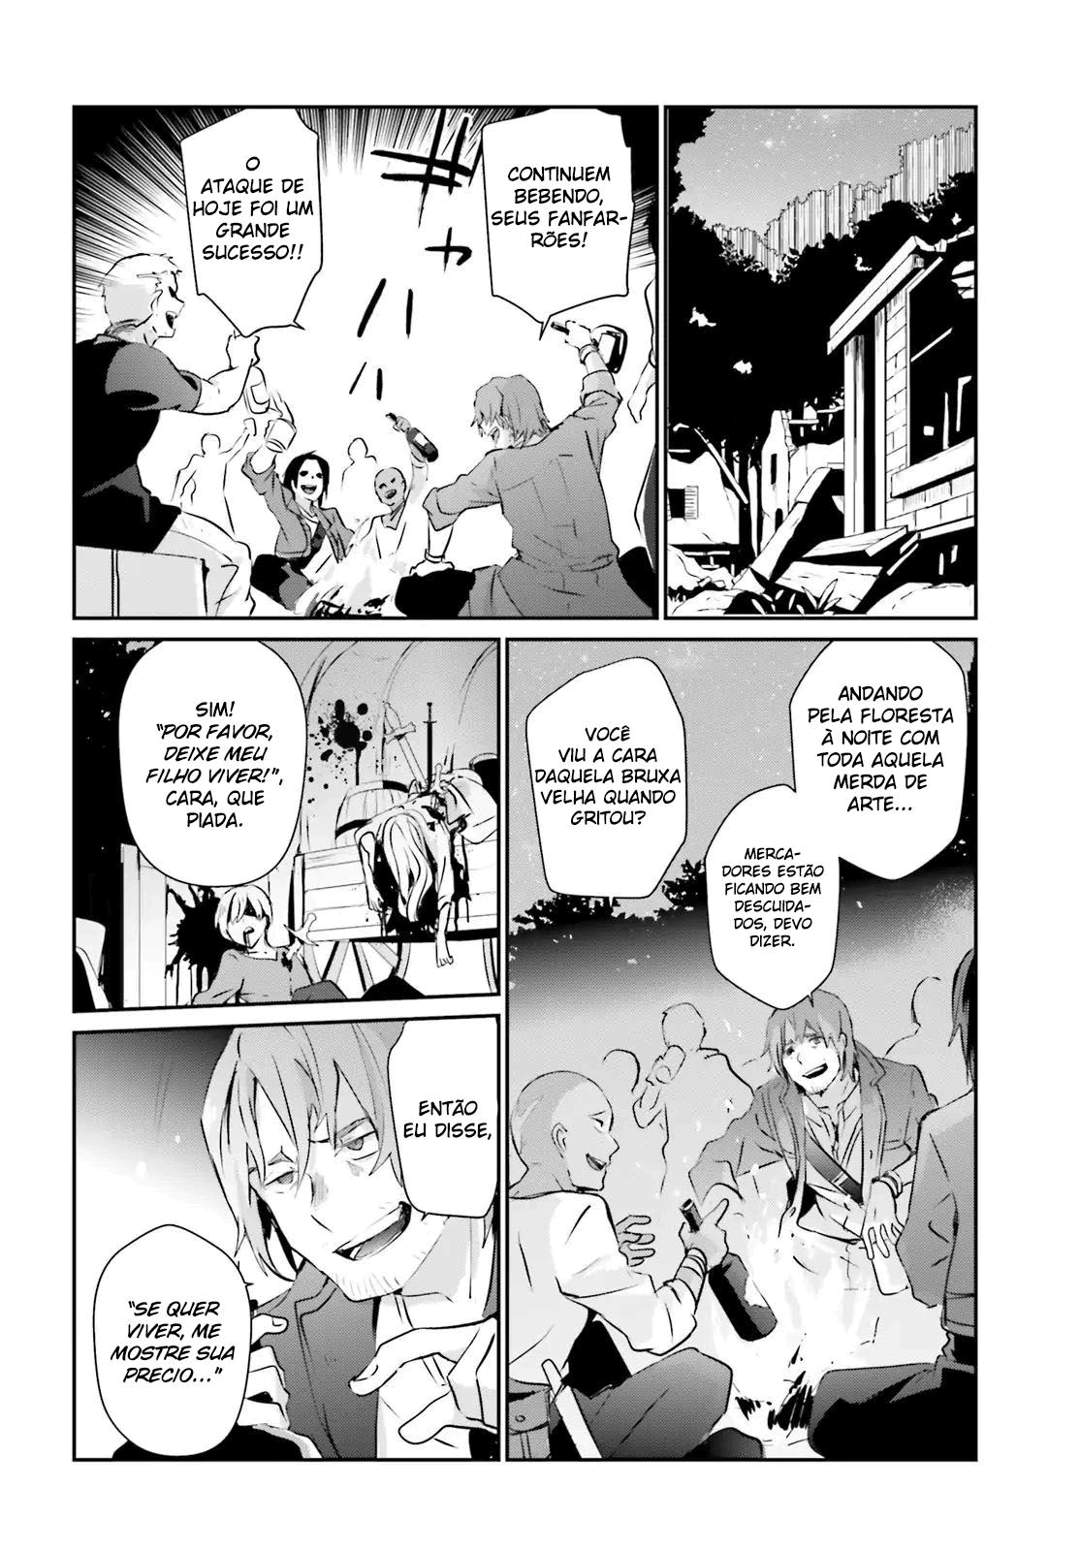 CONTINUEM
BEBENDO,
SEUS FANFAR-
RÕES!
O
ATAQUE DE
HOJE FOI UM
GRANDE
SUCESSO!!
ANDANDO
PELA FLORESTA
À NOITE COM
TODA AQUELA
MERDA DE
ARTE...
MERCA-
DORES ESTÃO
FICANDO BEM
DESCUIDA-
DOS, DEVO
DIZER.
VOCÊ
VIU A CARA
DAQUELA BRUXA
VELHA QUANDO
GRITOU?
SIM!
"POR FAVOR,
DEIXE MEU
FILHO VIVER!",
CARA, QUE
PIADA.
ENTÃO
EU DISSE,
"SE QUER
VIVER, ME
MOSTRE SUA
PRECIO..."